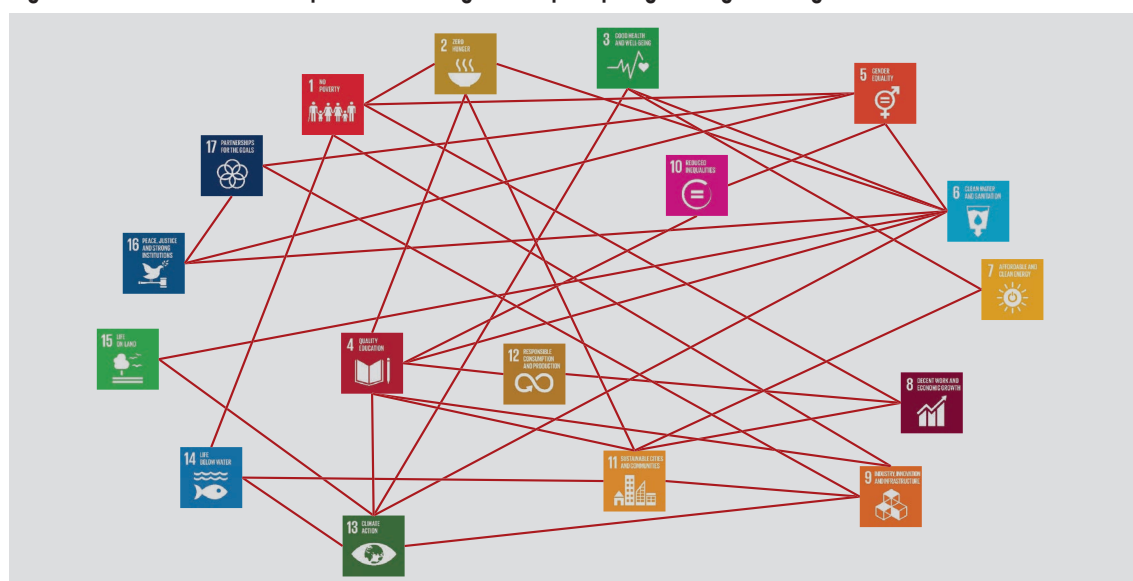 1 NO
POVERTY
2 ZERO
HUNGER
3 GOOD HEALTH
AND WELL-BEING
4 QUALITY
EDUCATION
5 GENDER
EQUALITY
6 CLEAN WATER
AND SANITATION
7 AFFORDABLE AND
CLEAN ENERGY
8 DECENT WORK AND
ECONOMIC GROWTH
9 INDUSTRY, INNOVATION
AND INFRASTRUCTURE
10 REDUCED
INEQUALITIES
11 SUSTAINABLE CITIES
AND COMMUNITIES
12 RESPONSIBLE
CONSUMPTION
AND PRODUCTION
13 CLIMATE
ACTION
14 LIFE
BELOW WATER
15 LIFE
ON LAND
16 PEACE, JUSTICE
AND STRONG
INSTITUTIONS
17 PARTNERSHIPS
FOR THE GOALS